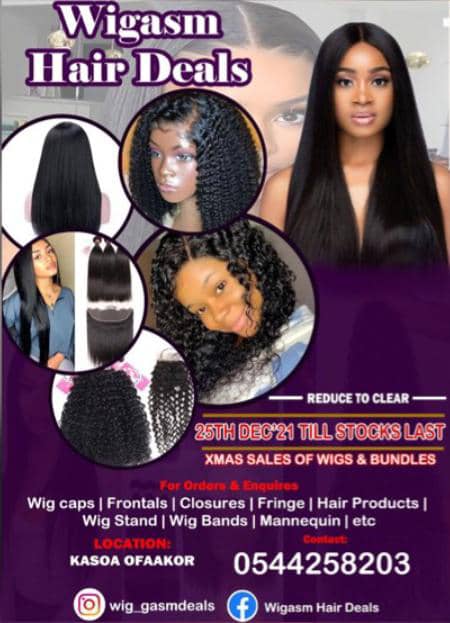 Wigasm
Hair Deals
REDUCE TO CLEAR
25TH DEC"21 TILL STOCKS LAST
XMAS SALES OF WIGS & BUNDLES
For Orders & Enquires
Wig caps | Frontals | Closures | Fringe | Hair Products |
Wig Stand | Wig Bands | Mannequin | etc
LOCATION:
KASOA OFAAKOR
Contact:
0544258203
wig_gasmdeals
Wigasm Hair Deals